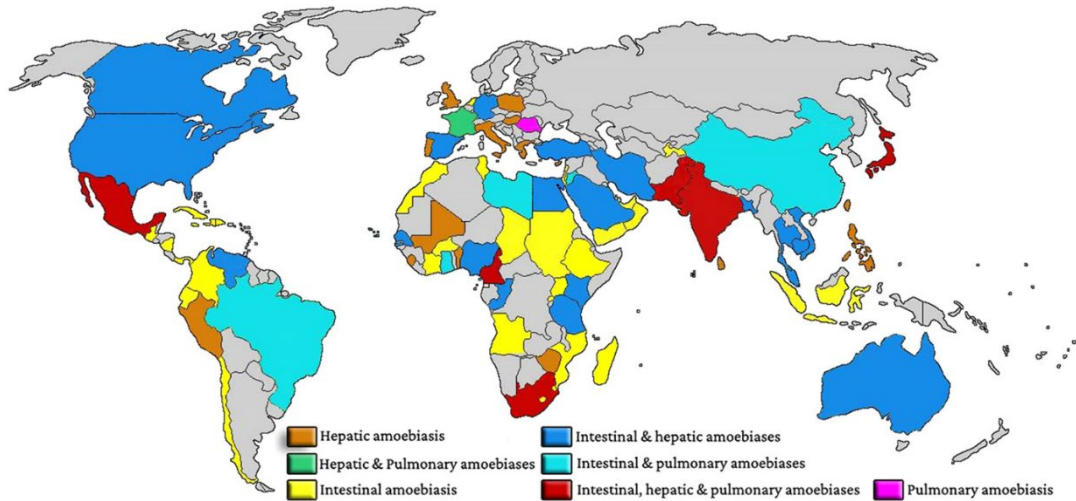 Hepatic amoebiasis
Hepatic & Pulmonary amoebiases
Intestinal amoebiasis
Intestinal & hepatic amoebiases
Intestinal & pulmonary amoebiases
Intestinal, hepatic & pulmonary amoebiases
Pulmonary amoebiasis